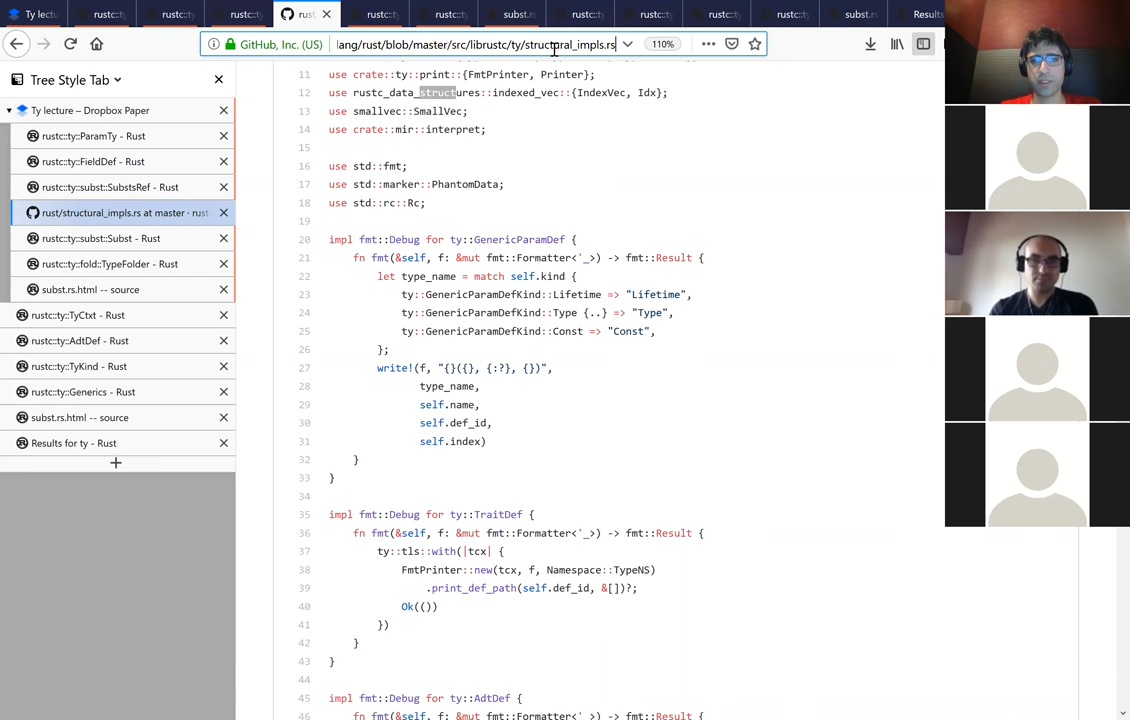 Ty lectu
rustc::t
rustc::t
rustc::t
rust,
rustc::ty
rustc::t
subst.rs
rustc::ty
rustc::ty
rustc::t
rustc::t
subst.rs
Results
GitHub, Inc. (US)
lang/rust/blob/master/src/librustc/ty/structural_impls.rs
110%
Tree Style Tab
Ty lecture – Dropbox Paper
rustc::ty::ParamTy - Rust
rustc::ty::FieldDef - Rust
rustc::ty::subst::SubstsRef - Rust
rust/structural_impls.rs at master · rust
rustc::ty::subst::Subst - Rust
rustc::ty::fold::TypeFolder - Rust
subst.rs.html -- source
rustc::ty::TyCtxt - Rust
rustc::ty::AdtDef - Rust
rustc::ty::TyKind - Rust
rustc::ty::Generics - Rust
subst.rs.html -- source
Results for ty - Rust
11 use crate::ty::print::{FmtPrinter, Printer};
12 use rustc_data_structures::indexed_vec::{IndexVec, Idx};
13 use smallvec::SmallVec;
14 use crate::mir::interpret;
15
16 use std::fmt;
17 use std::marker::PhantomData;
18 use std::rc::Rc;
19
20 impl fmt::Debug for ty::GenericParamDef {
21 fn fmt(&self, f: &mut fmt::Formatter<'_>) -> fmt::Result {
22 let type_name = match self.kind {
23 ty::GenericParamDefKind::Lifetime => "Lifetime",
24 ty::GenericParamDefKind::Type {..} => "Type",
25 ty::GenericParamDefKind::Const => "Const",
26 };
27 write!(f, "{}({}, {:?}, {})",
28 type_name,
29 self.name,
30 self.def_id,
31 self.index)
32 }
33 }
34
35 impl fmt::Debug for ty::TraitDef {
36 fn fmt(&self, f: &mut fmt::Formatter<'_>) -> fmt::Result {
37 ty::tls::with(|tcx| {
38 FmtPrinter::new(tcx, f, Namespace::TypeNS)
39 .print_def_path(self.def_id, &[])?;
40 Ok(())
41 })
42 }
43 }
44
45 impl fmt::Debug for ty::AdtDef {
46 fn fmt(&self, f: &mut fmt::Formatter<'_>) -> fmt::Result {